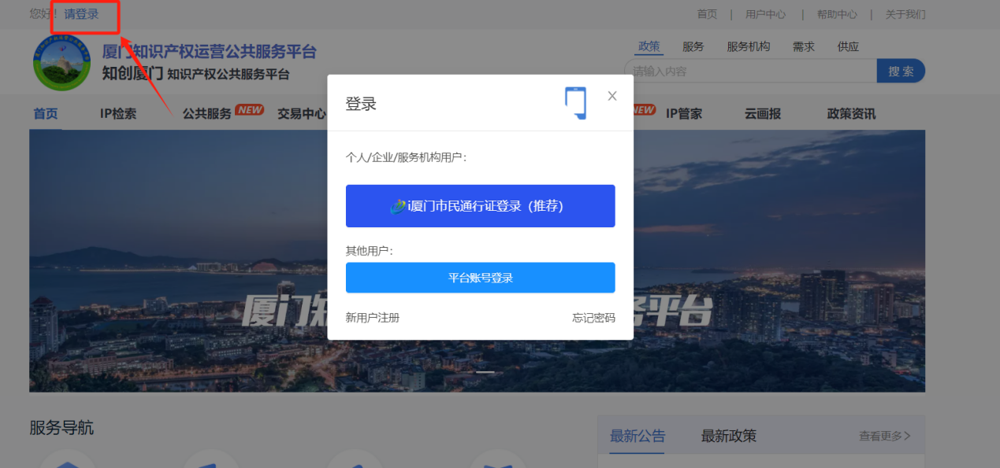 您好! 请登录
首页 | 用户中心 | 帮助中心 | 关于我们
厦门知识产权运营公共服务平台
知创厦门 知识产权公共服务平台
政策 服务 服务机构 需求 供应
请输入内容 搜索
首页 IP检索 公共服务 NEW 交易中心 NEW IP管家 云画报 政策资讯
登录
个人/企业/服务机构用户：
i厦门市民通行证登录（推荐）
其他用户：
平台账号登录
新用户注册 忘记密码
厦门知 务平台
服务导航
最新公告 最新政策 查看更多>